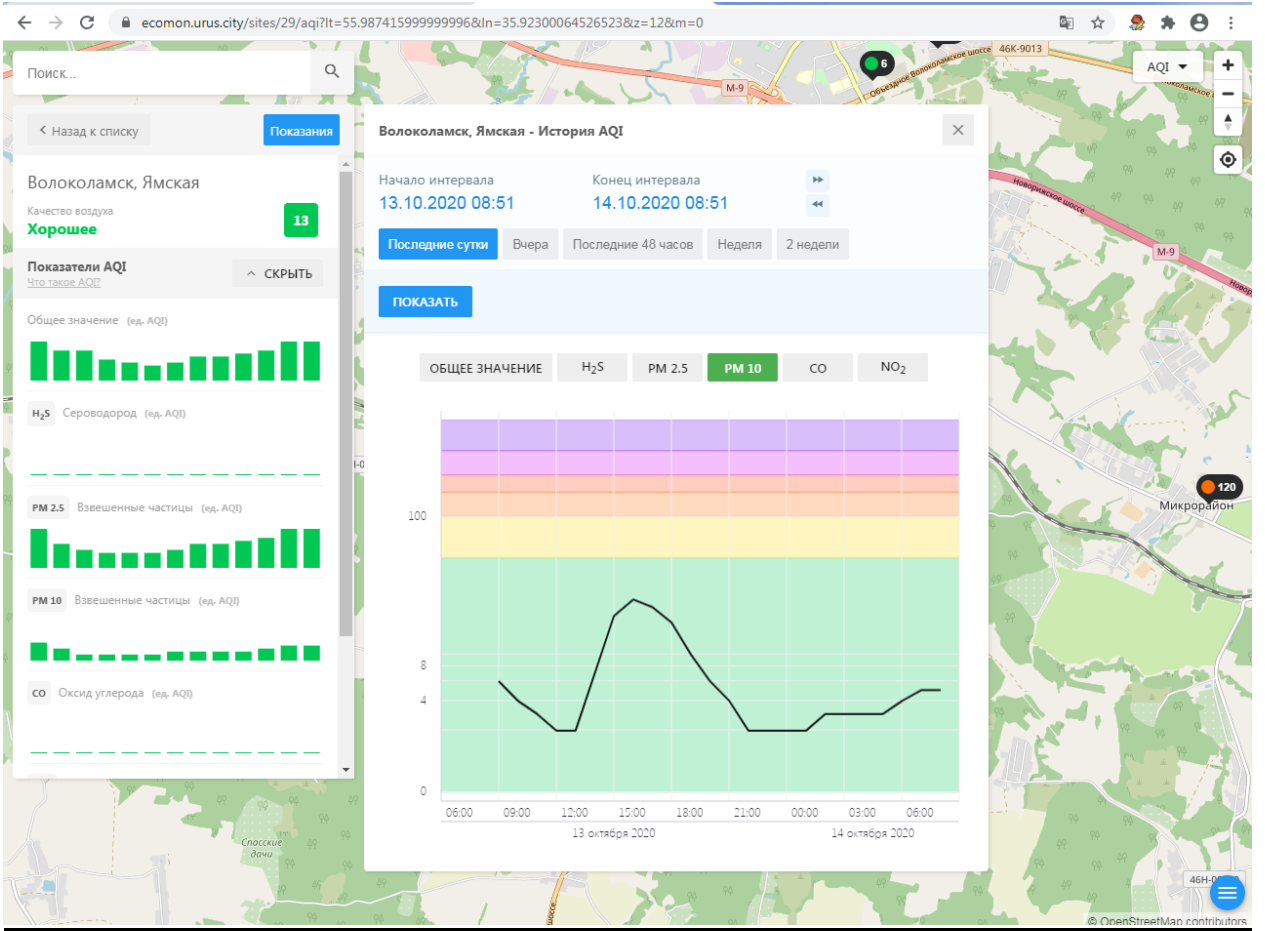 ecomon.urus.city/sites/29/aqi?lt=55.98741599999996&ln=35.92300064526523&z=12&m=0
Поиск...
6
Объездное Волоколамское шоссе
46К-9013
М-9
AQI
+
−
Назад к списку
Показания
Волоколамск, Ямская - История AQI
Волоколамск, Ямская
Качество воздуха
Хорошее
13
Начало интервала
13.10.2020 08:51
Конец интервала
14.10.2020 08:51
Последние сутки
Вчера
Последние 48 часов
Неделя
2 недели
Новорижское шоссе
М-9
Показатели AQI
Что такое AQI?
СКРЫТЬ
ПОКАЗАТЬ
Общее значение (ед. AQI)
ОБЩЕЕ ЗНАЧЕНИЕ
H₂S
PM 2.5
PM 10
CO
NO₂
H₂S Сероводород (ед. AQI)
PM 2.5 Взвешенные частицы (ед. AQI)
PM 10 Взвешенные частицы (ед. AQI)
CO Оксид углерода (ед. AQI)
100
8
4
0
06:00 09:00 12:00 15:00 18:00 21:00 00:00 03:00 06:00
13 октября 2020
14 октября 2020
120
Микрорайон
Спасские
дачи
шоссе
© OpenStreetMap contributors